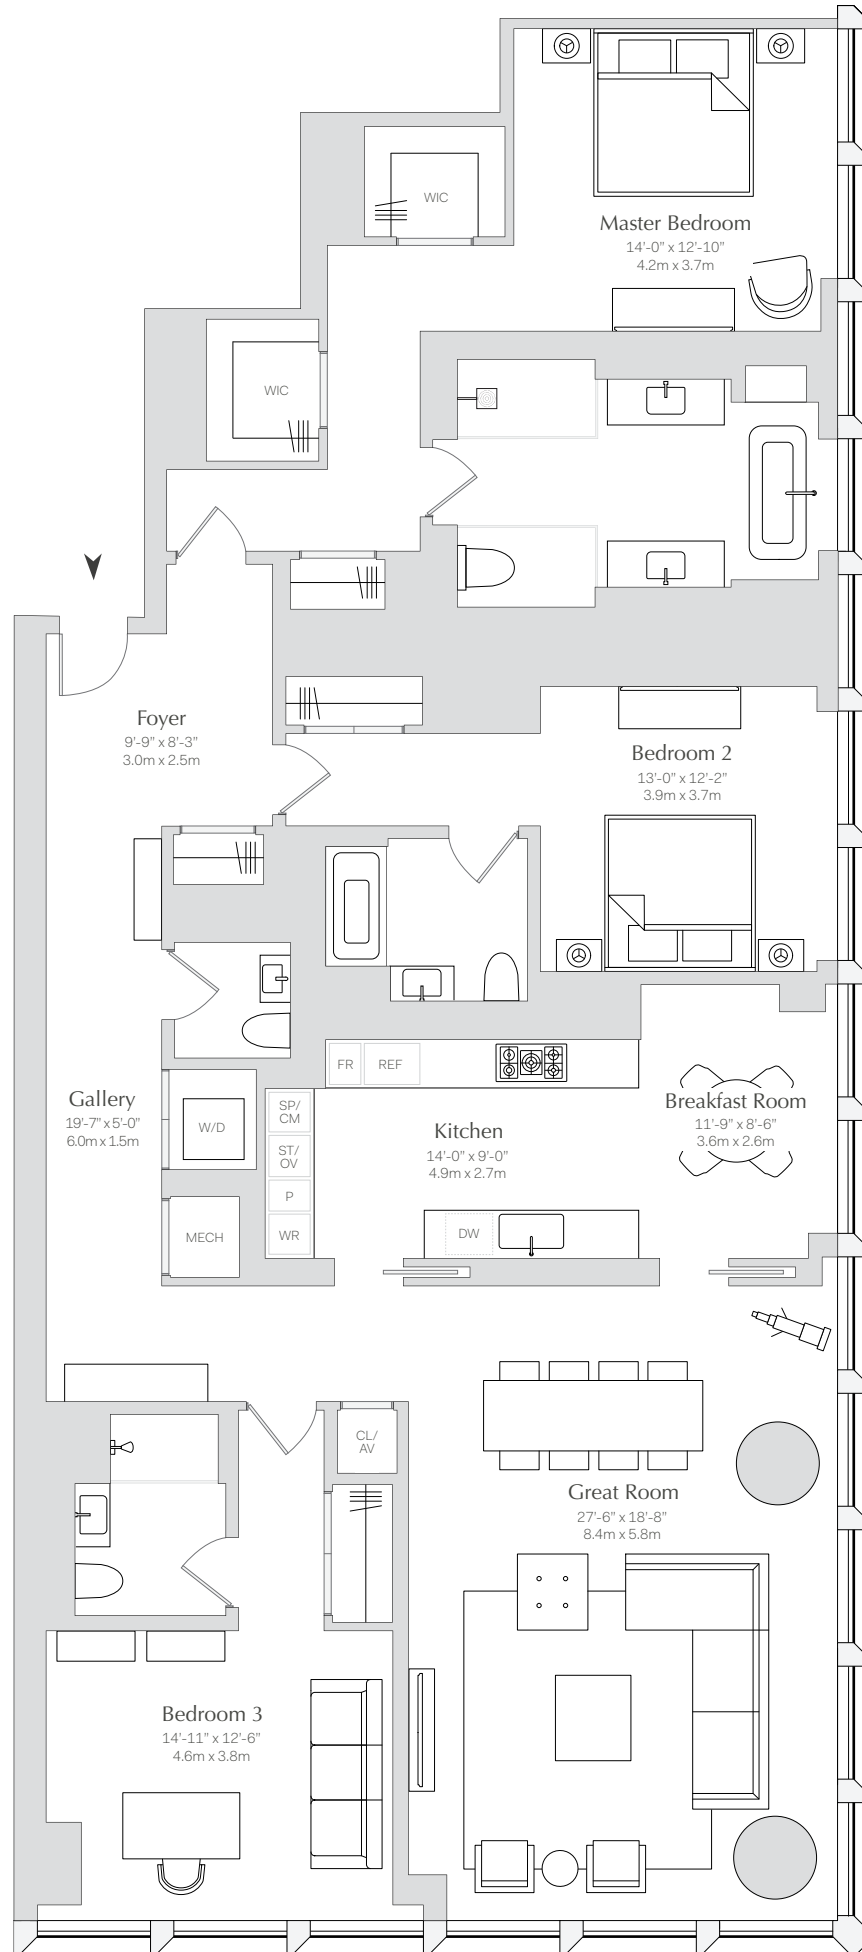 WIC
Master Bedroom
14'-0" x 12'-10"
4.2m x 3.7m
WIC
Foyer
9'-9" x 8'-3"
3.0m x 2.5m
Bedroom 2
13'-0" x 12'-2"
3.9m x 3.7m
FR
REF
Gallery
19'-7" x 5'-0"
6.0m x 1.5m
W/D
SP/
CM
ST/
OV
P
WR
MECH
Kitchen
14'-0" x 9'-0"
4.9m x 2.7m
Breakfast Room
11'-9" x 8'-6"
3.6m x 2.6m
DW
CL/
AV
Great Room
27'-6" x 18'-8"
8.4m x 5.8m
Bedroom 3
14'-11" x 12'-6"
4.6m x 3.8m